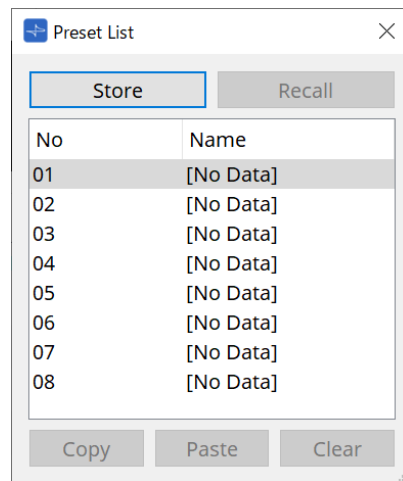 Preset List
Store Recall
No Name
01 [No Data]
02 [No Data]
03 [No Data]
04 [No Data]
05 [No Data]
06 [No Data]
07 [No Data]
08 [No Data]
Copy Paste Clear